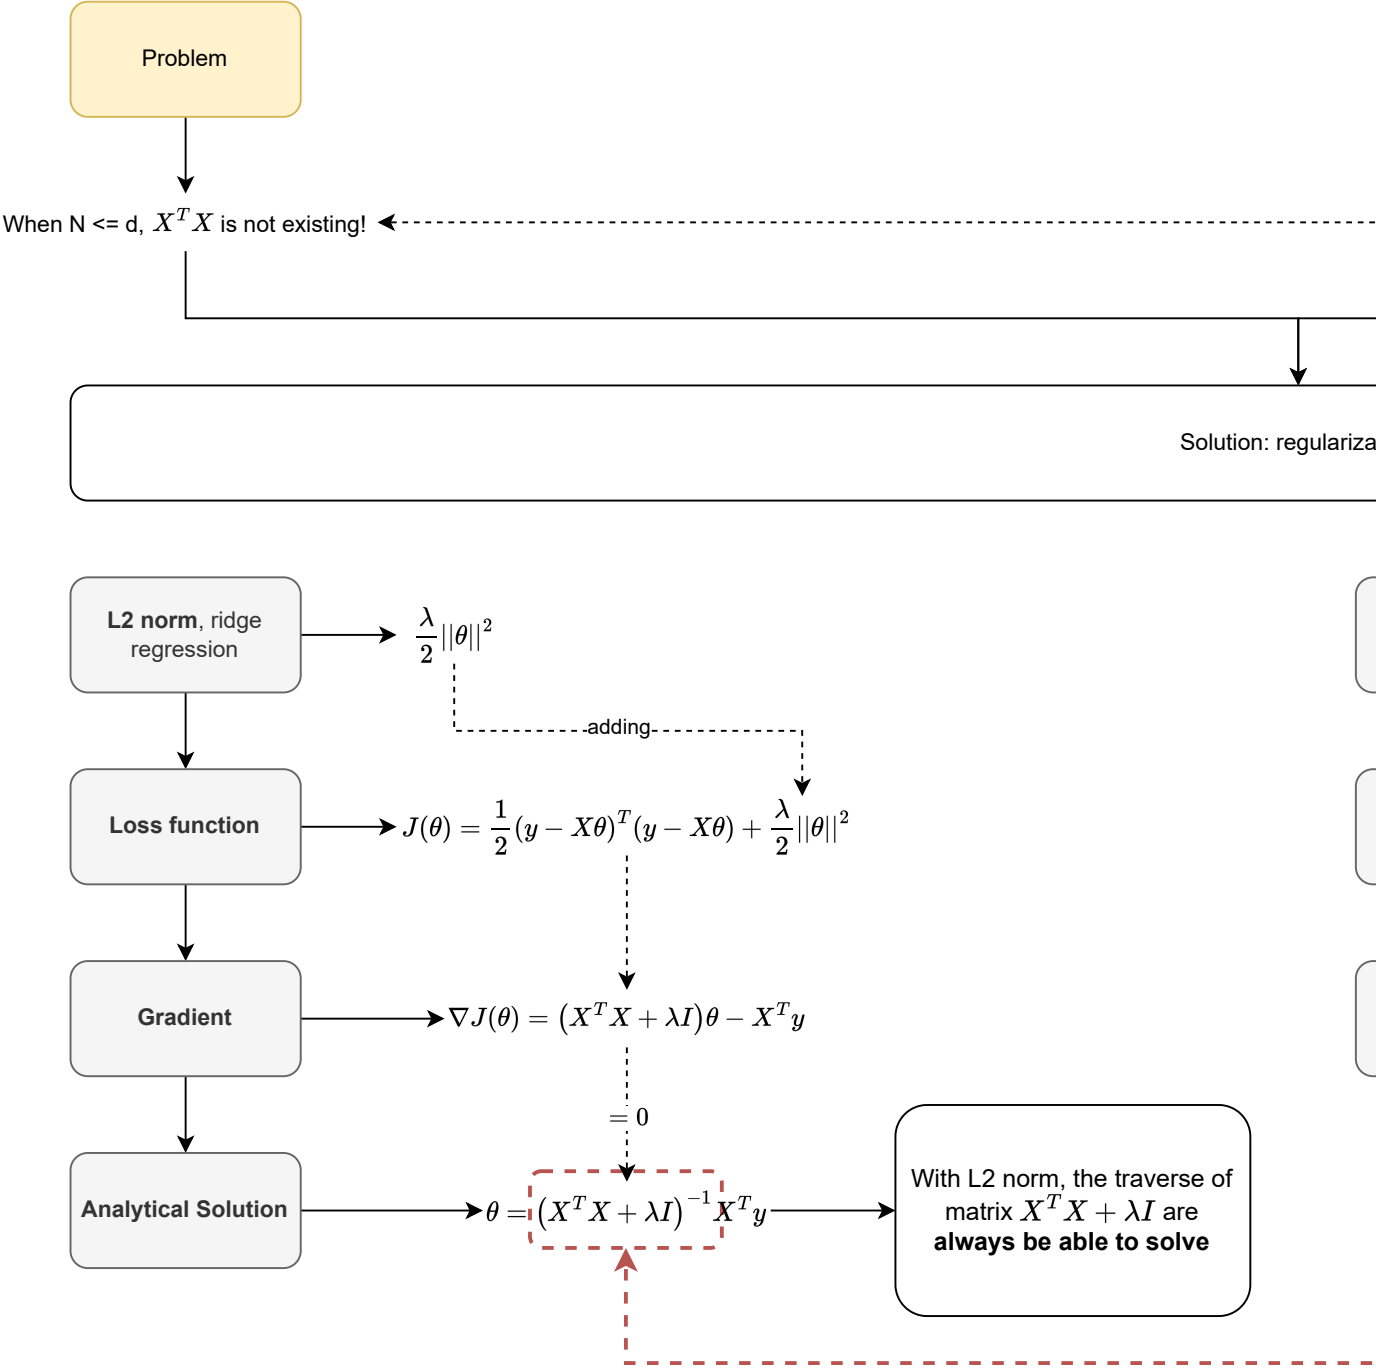 Problem
When N <= d, $X^T X$ is not existing!
Solution: regulariza
L2 norm, ridge
regression
$\frac{\lambda}{2}||\theta||^2$
adding
Loss function
$J(\theta) = \frac{1}{2}(y - X\theta)^T(y - X\theta) + \frac{\lambda}{2}||\theta||^2$
Gradient
$\nabla J(\theta) = (X^T X + \lambda I)\theta - X^T y$
$= 0$
Analytical Solution
$\theta = (X^T X + \lambda I)^{-1} X^T y$
With L2 norm, the traverse of
matrix $X^T X + \lambda I$ are
always be able to solve